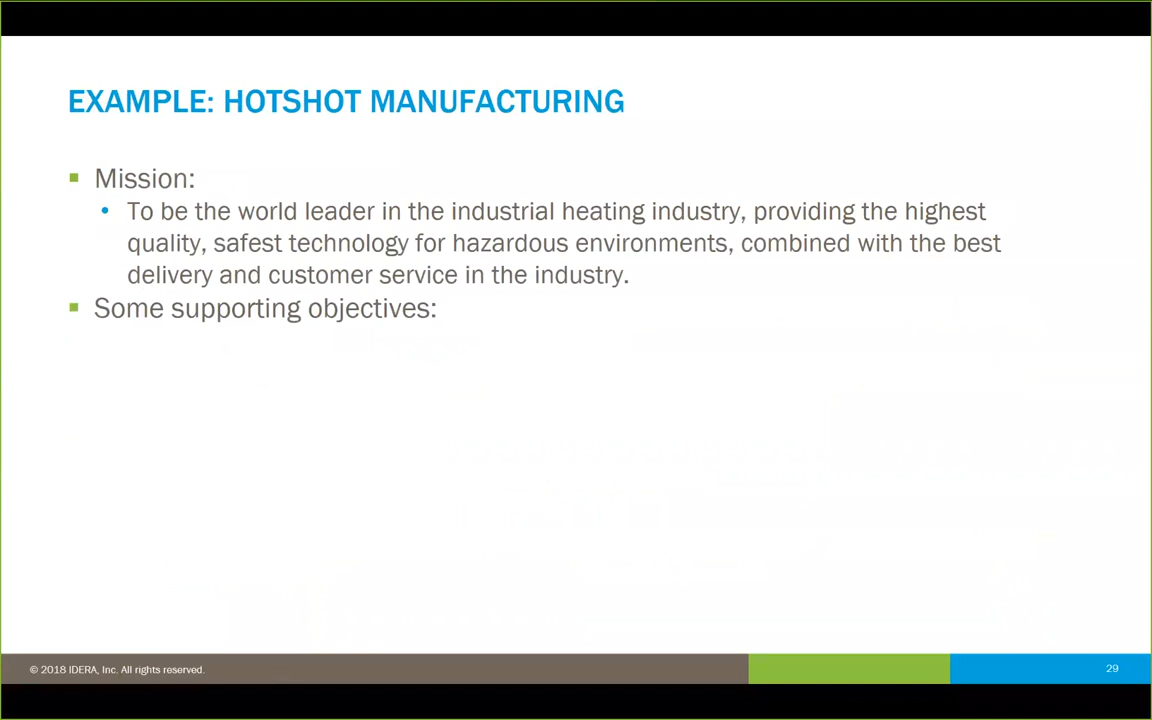 EXAMPLE: HOTSHOT MANUFACTURING
▪ Mission:
• To be the world leader in the industrial heating industry, providing the highest
quality, safest technology for hazardous environments, combined with the best
delivery and customer service in the industry.
▪ Some supporting objectives:
© 2018 IDERA, Inc. All rights reserved.
29